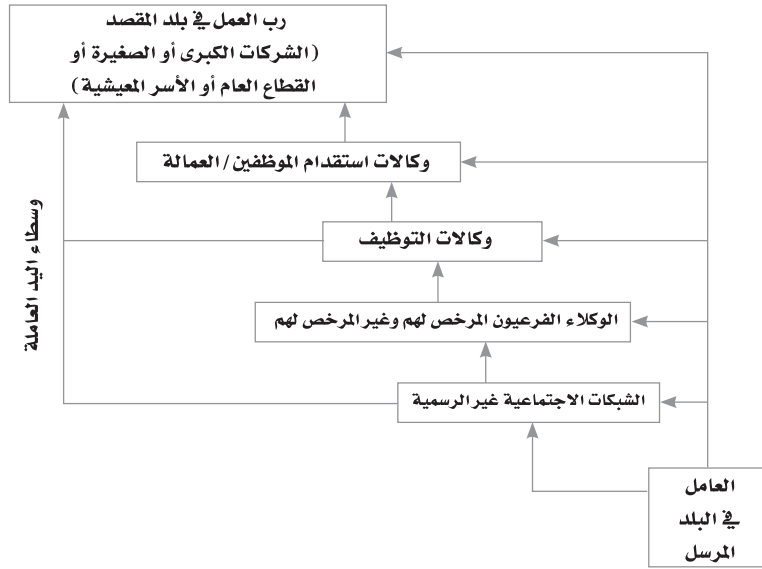 رب العمل في بلد المقصد
(الشركات الكبرى أو الصغيرة أو
القطاع العام أو الأسر المعيشية)
وكالات استقدام الموظفين / العمالة
وكالات التوظيف
وسطاء اليد العاملة
الوكلاء الفرعيون المرخص لهم وغير المرخص لهم
الشبكات الاجتماعية غير الرسمية
العامل
في البلد
المرسل